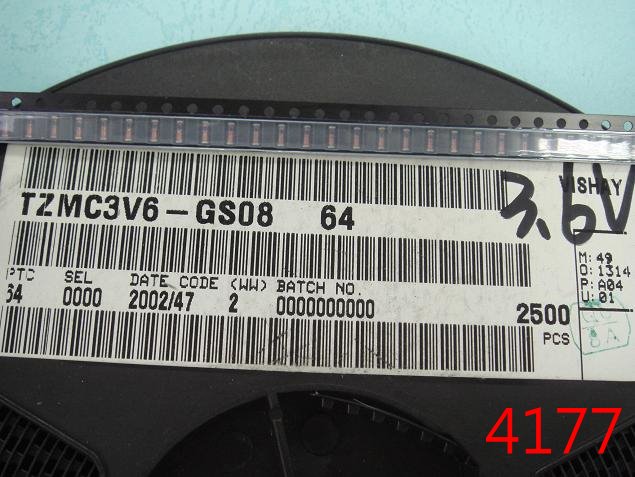 VISHAY
3.6V
TZMC3V6-GS08 64
M: 49
O: 1314
P: A04
U: 01
PTC SEL DATE CODE (WW) BATCH NO.
64 0000 2002/47 2 0000000000
2500
PCS
4177